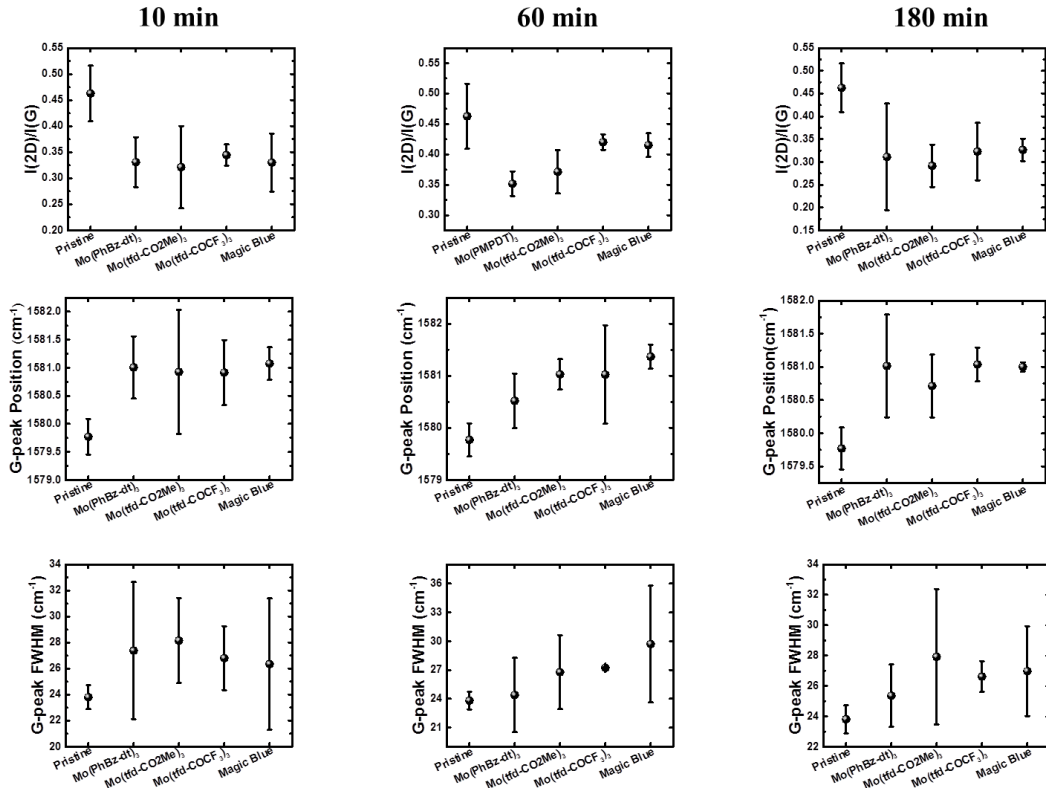 10 min
60 min
180 min
I(2D)/I(G)
0.55
0.50
0.45
0.40
0.35
0.30
0.25
0.20
Pristine
Mo(PhBz-dt)₃
Mo(tfd-CO2Me)₃
Mo(tfd-COCF₃)₃
Magic Blue
I(2D)/I(G)
0.55
0.50
0.45
0.40
0.35
0.30
Pristine
Mo(PMPDT)₃
Mo(tfd-CO2Me)₃
Mo(tfd-COCF₃)₃
Magic Blue
I(2D)/I(G)
0.55
0.50
0.45
0.40
0.35
0.30
0.25
0.20
0.15
Pristine
Mo(PhBz-dt)₃
Mo(tfd-CO2Me)₃
Mo(tfd-COCF₃)₃
Magic Blue
G-peak Position (cm⁻¹)
1582.0
1581.5
1581.0
1580.5
1580.0
1579.5
1579.0
Pristine
Mo(PhBz-dt)₃
Mo(tfd-CO2Me)₃
Mo(tfd-COCF₃)₃
Magic Blue
G-peak Position (cm⁻¹)
1582
1581
1580
1579
Pristine
Mo(PhBz-dt)₃
Mo(tfd-CO2Me)₃
Mo(tfd-COCF₃)₃
Magic Blue
G-peak Position(cm⁻¹)
1582.0
1581.5
1581.0
1580.5
1580.0
1579.5
Pristine
Mo(PhBz-dt)₃
Mo(tfd-CO2Me)₃
Mo(tfd-COCF₃)₃
Magic Blue
G-peak FWHM (cm⁻¹)
34
32
30
28
26
24
22
20
Pristine
Mo(PhBz-dt)₃
Mo(tfd-CO2Me)₃
Mo(tfd-COCF₃)₃
Magic Blue
G-peak FWHM (cm⁻¹)
36
33
30
27
24
21
Pristine
Mo(PhBz-dt)₃
Mo(tfd-CO2Me)₃
Mo(tfd-COCF₃)₃
Magic Blue
G-peak FWHM (cm⁻¹)
34
32
30
28
26
24
22
Pristine
Mo(PhBz-dt)₃
Mo(tfd-CO2Me)₃
Mo(tfd-COCF₃)₃
Magic Blue